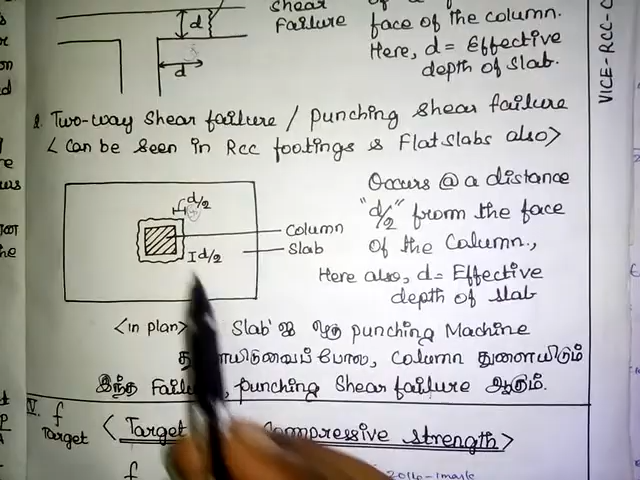 shear
failure
face of the column.
Here, d = Effective
depth of slab.
d
d
2. Two-way shear failure / punching shear failure
< Can be seen in Rcc footings & Flat slabs also>
d/2
Column
I d/2
Slab
Occurs @ a distance
"d/2" from the face
of the Column.,
Here also, d = Effective
depth of slab
<in plan>
Slab'ஐ ஒரு punching Machine
போல, Column துளையிடும்
இந்த Failure, punching Shear failure ஆகும்.
IV. f
Target
< Target Compressive strength>
f
2016-1mark
VICE-RCC-